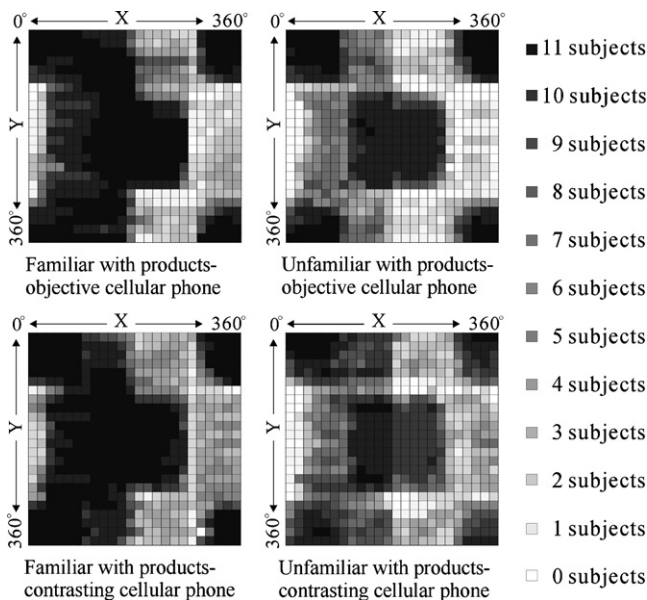 0° X 360° 0° X 360°
Y Y
360° 360°
Familiar with products-
objective cellular phone
Unfamiliar with products-
objective cellular phone
0° X 360° 0° X 360°
Y Y
360° 360°
Familiar with products-
contrasting cellular phone
Unfamiliar with products-
contrasting cellular phone
11 subjects
10 subjects
9 subjects
8 subjects
7 subjects
6 subjects
5 subjects
4 subjects
3 subjects
2 subjects
1 subjects
0 subjects